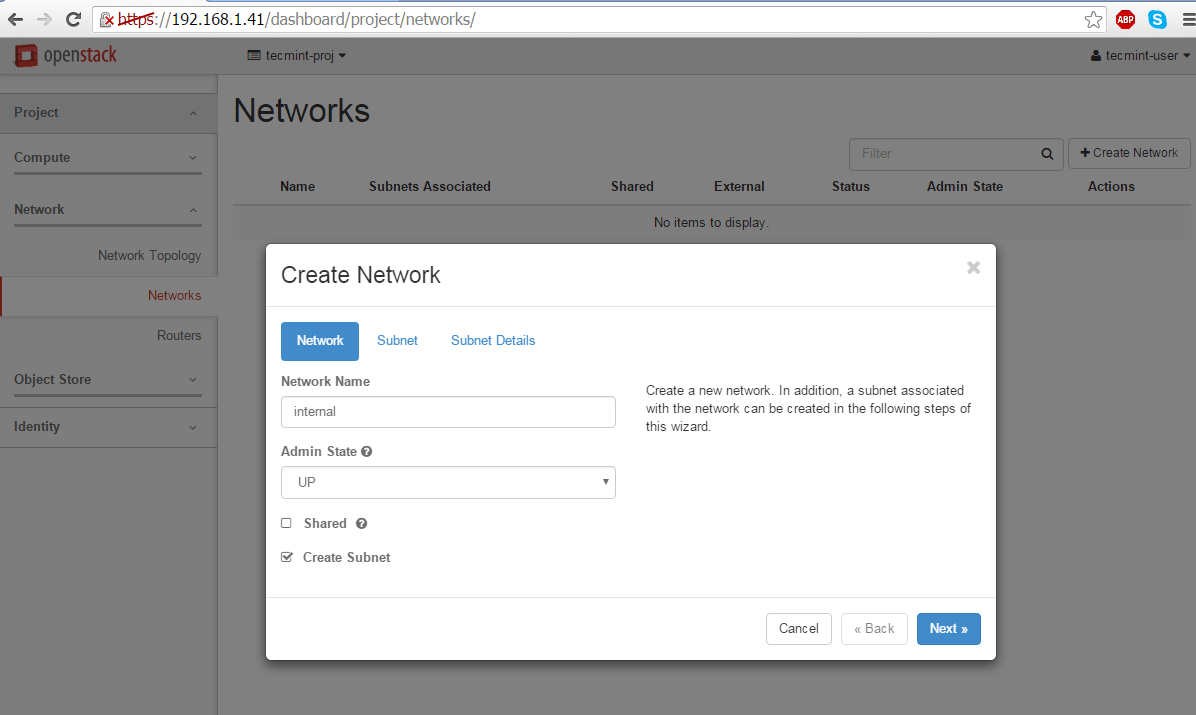 https://192.168.1.41/dashboard/project/networks/
ABP
openstack
tecmint-proj
tecmint-user
Project
Compute
Network
Network Topology
Networks
Routers
Object Store
Identity
Networks
Filter
+ Create Network
Name Subnets Associated Shared External Status Admin State Actions
No items to display.
Create Network
×
Network Subnet Subnet Details
Network Name
internal
Admin State ?
UP
Shared ?
Create Subnet
Create a new network. In addition, a subnet associated
with the network can be created in the following steps of
this wizard.
Cancel « Back Next »